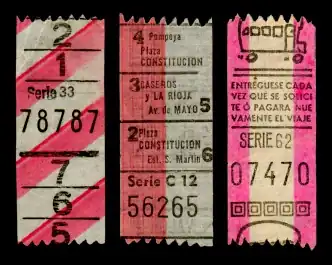 2
1
Serie 33
78787
7
6
5
4 Pompeya
Plaza
CONSTITUCION
3 CASEROS
y LA RIOJA
Av. de MAYO 5
2 Plaza
CONSTITUCION
Est. S. Martin 6
Serie C 12
56265
ENTRÉGUESE CADA
VEZ QUE SE SOLICI
TE Ó PAGARA NUE
VAMENTE EL VIAJE
SERIE 62
07470